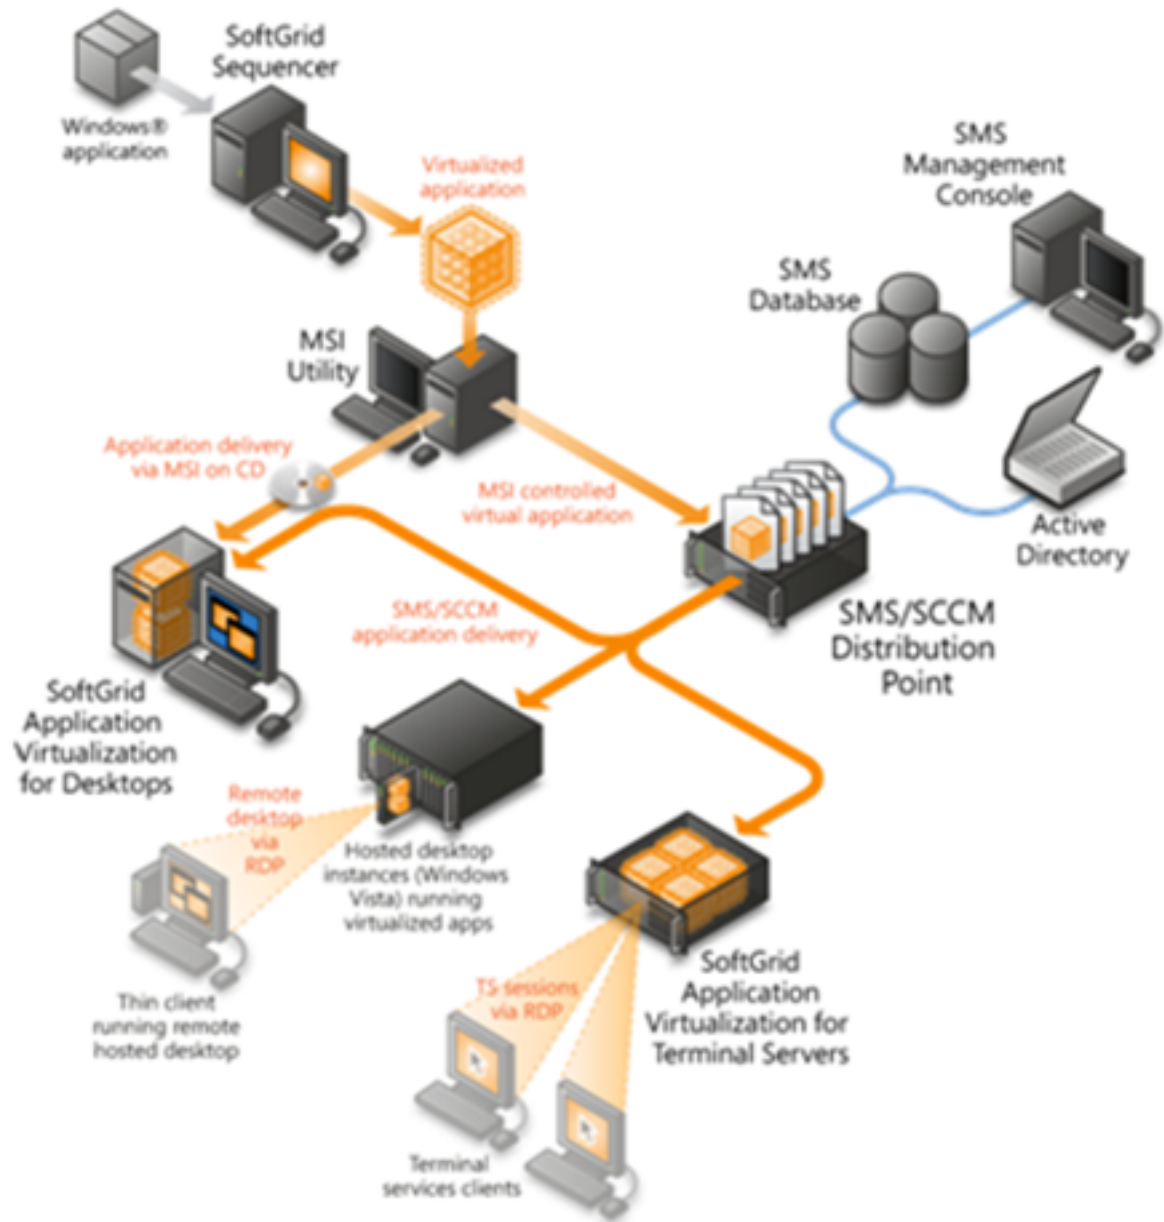 SoftGrid
Sequencer
Windows®
application
Virtualized
application
SMS
Management
Console
SMS
Database
MSI
Utility
Application delivery
via MSI on CD
MSI controlled
virtual application
Active
Directory
SMS/SCCM
application delivery
SMS/SCCM
Distribution
Point
SoftGrid
Application
Virtualization
for Desktops
Remote
desktop
via
RDP
Hosted desktop
instances (Windows
Vista) running
virtualized apps
Thin client
running remote
hosted desktop
TS sessions
via RDP
SoftGrid
Application
Virtualization for
Terminal Servers
Terminal
services clients